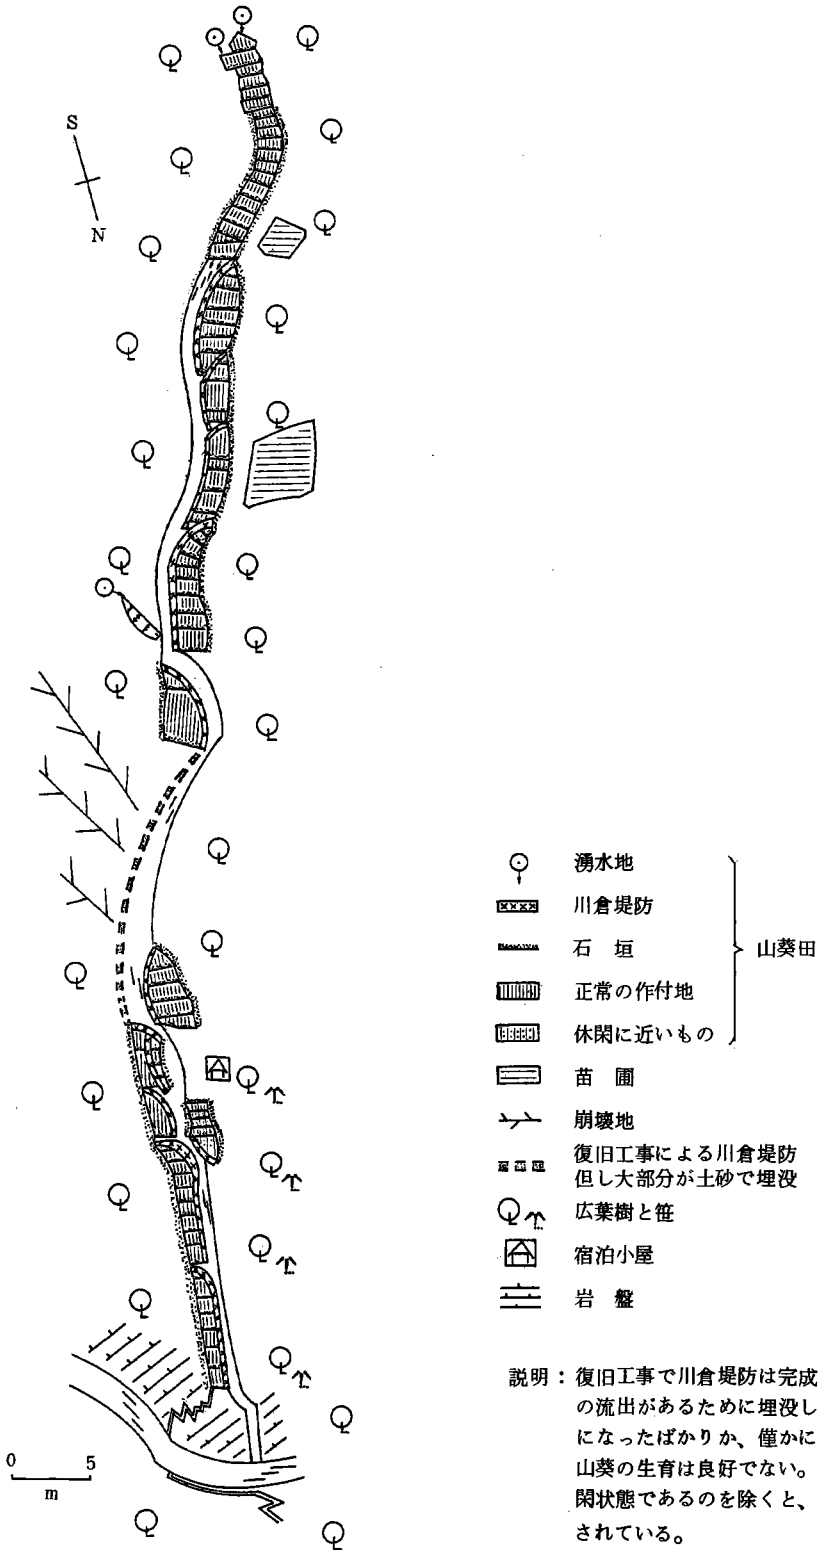 S
N
湧水地
川倉堤防
石 垣
正常の作付地
休閑に近いもの
山葵田
苗 圃
崩壊地
復旧工事による川倉堤防
但し大部分が土砂で埋没
広葉樹と笹
宿泊小屋
岩 盤
説明：復旧工事で川倉堤防は完成
の流出があるために埋没し
になったばかりか、僅かに
山葵の生育は良好でない。
閑状態であるのを除くと、
されている。
0 5
m